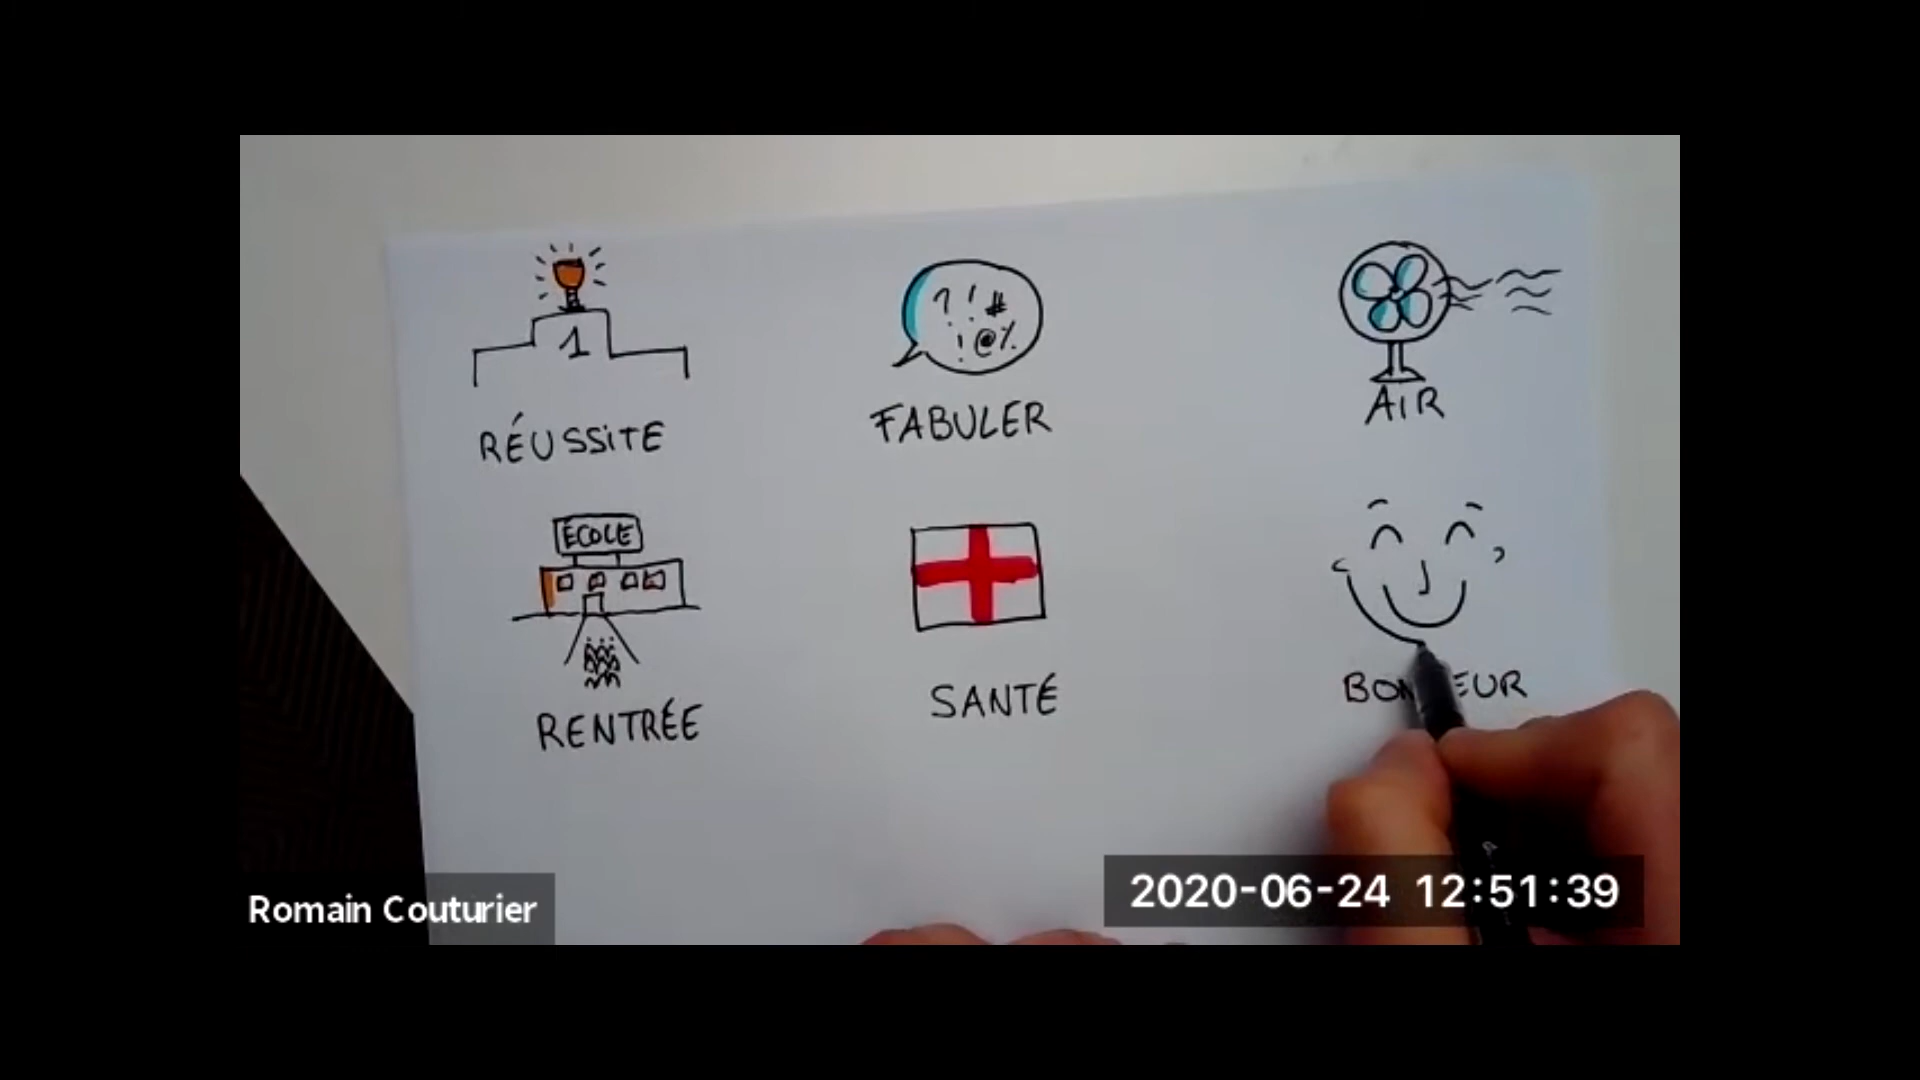 1
RÉUSSITE
? ! #
! @ %
FABULER
AIR
ÉCOLE
RENTRÉE
SANTÉ
Romain Couturier
2020-06-24 12:51:39